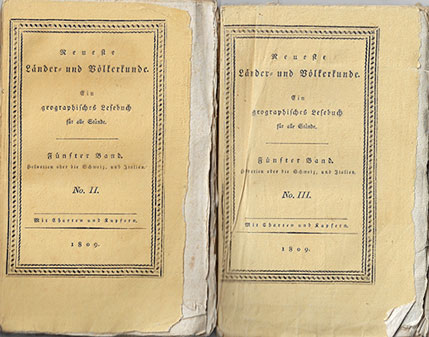 Neueste
Länder- und Völkerkunde.
Ein
geographisches Lesebuch
für alle Stände.
Fünfter Band.
Helvetien oder die Schweiz, und Italien.
No. II.
Mit Charten und Kupfern.
1809.
Neueste
Länder- und Völkerkunde.
Ein
geographisches Lesebuch
für alle Stände.
Fünfter Band.
Helvetien oder die Schweiz, und Italien.
No. III.
Mit Charten und Kupfern.
1809.